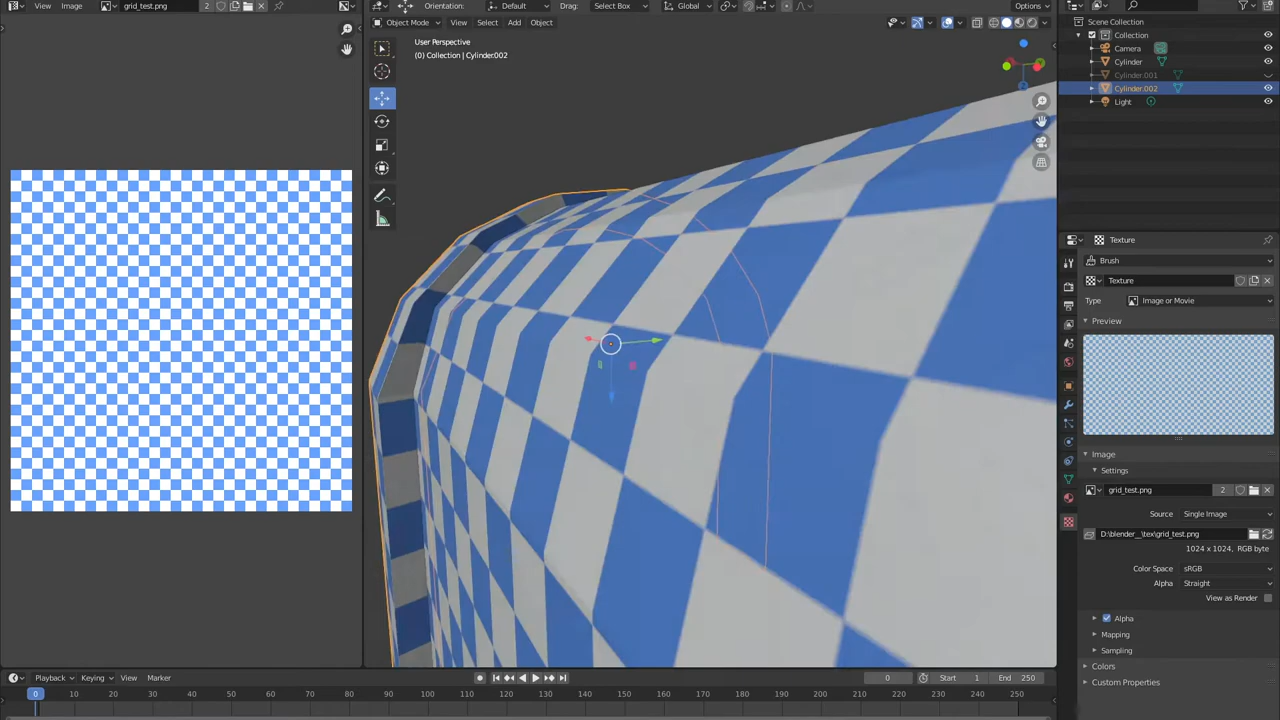 View Image grid_test.png 2
Orientation: Default Drag: Select Box Global Options
Object Mode View Select Add Object
User Perspective
(0) Collection | Cylinder.002
Scene Collection
Collection
Camera
Cylinder
Cylinder.001
Cylinder.002
Light
Texture
Brush
Texture
Type Image or Movie
Preview
Image
Settings
grid_test.png 2
Source Single Image
D:\blender_\tex\grid_test.png
1024 x 1024, RGB byte
Color Space sRGB
Alpha Straight
View as Render
Alpha
Mapping
Sampling
Colors
Custom Properties
Playback Keying View Marker 0 Start 1 End 250
0 10 20 30 40 50 60 70 80 90 100 110 120 130 140 150 160 170 180 190 200 210 220 230 240 250